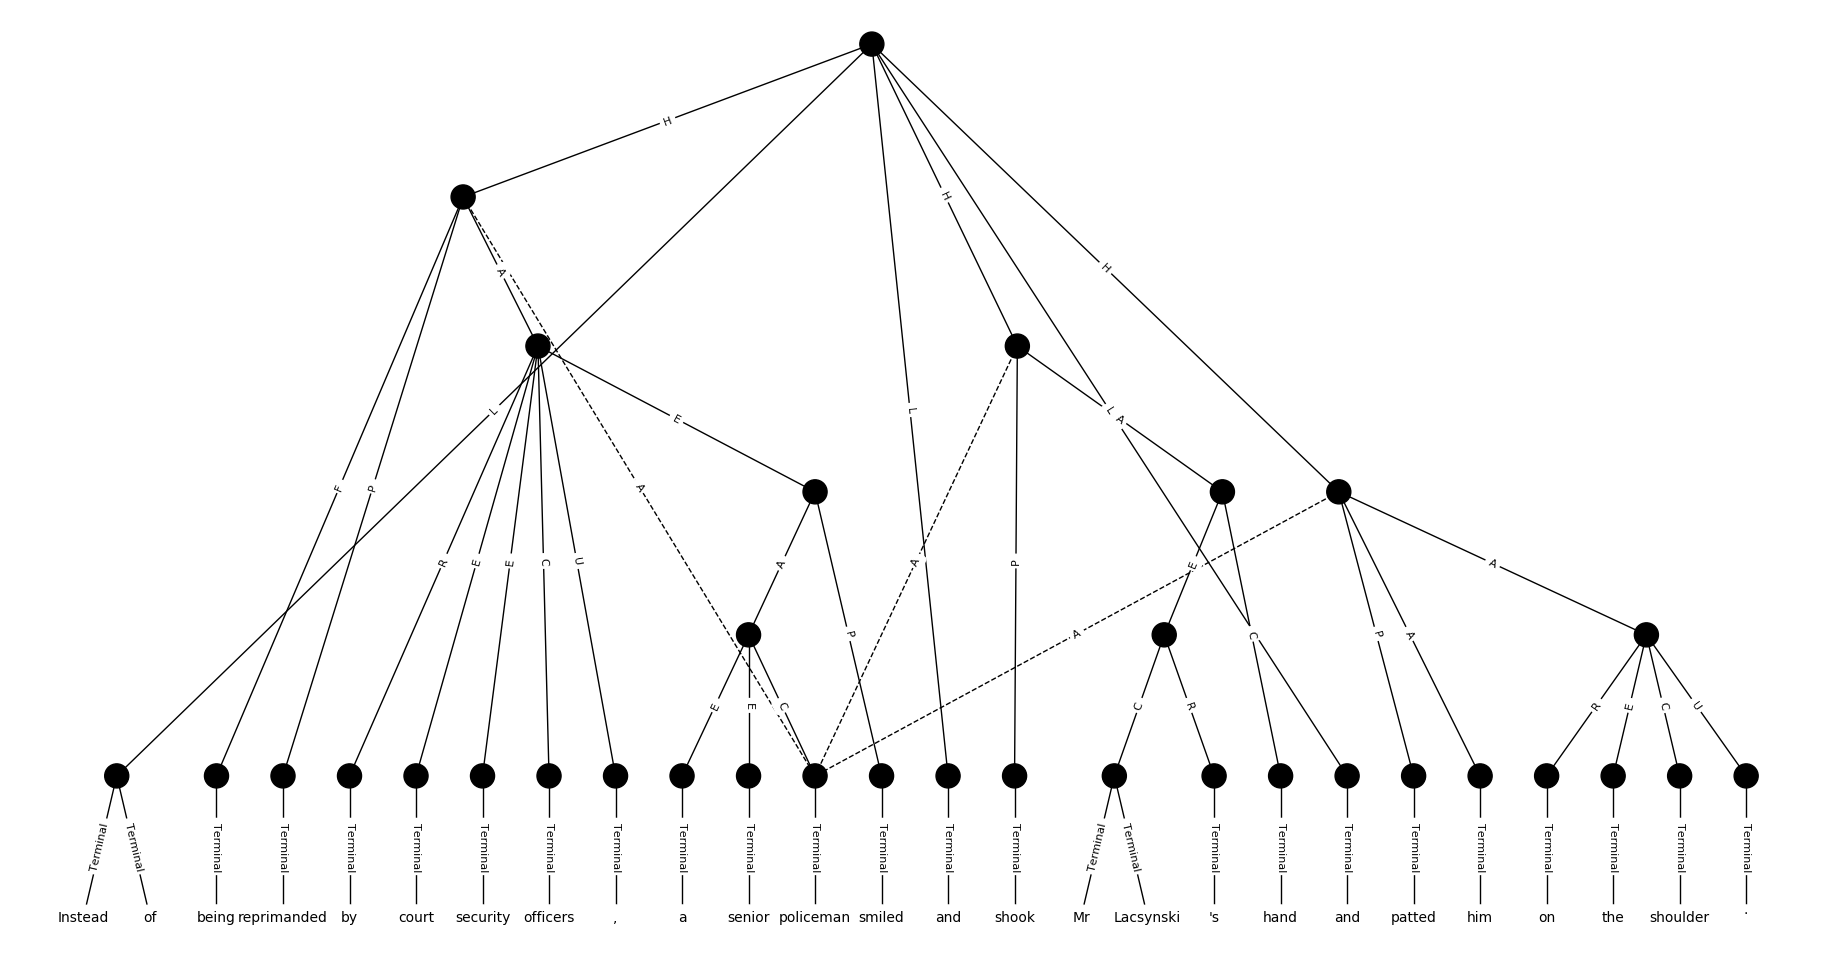 H
H
H
A
L
L
L A
E
F
P
A
R
E
E
C
U
A
A
P
E
A
P
A
C
P
A
E
E
C
C
R
R
E
C
U
Terminal Terminal Terminal Terminal Terminal Terminal Terminal Terminal Terminal Terminal Terminal Terminal Terminal Terminal Terminal Terminal Terminal Terminal Terminal Terminal Terminal Terminal Terminal Terminal Terminal Terminal
Instead of being reprimanded by court security officers , a senior policeman smiled and shook Mr Lacsynski 's hand and patted him on the shoulder .